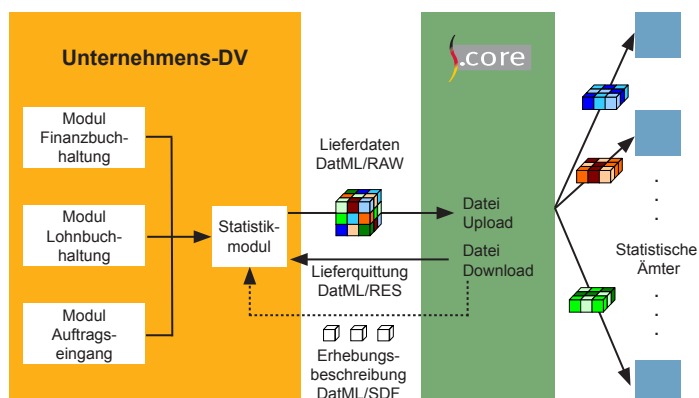 Unternehmens-DV
Modul
Finanzbuch-
haltung
Modul
Lohnbuch-
haltung
Modul
Auftrags-
eingang
Statistik-
modul
Lieferdaten
DatML/RAW
Lieferquittung
DatML/RES
Erhebungs-
beschreibung
DatML/SDF
.core
Datei
Upload
Datei
Download
Statistische
Ämter